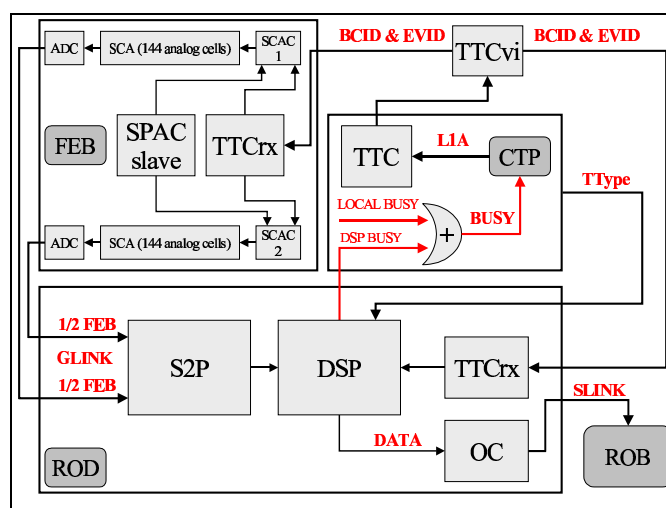 ADC
SCA (144 analog cells)
SCAC
1
BCID & EVID
TTCvi
BCID & EVID
FEB
SPAC
slave
TTCrx
TTC
L1A
CTP
TType
LOCAL BUSY
BUSY
DSP BUSY
+
ADC
SCA (144 analog cells)
SCAC
2
1/2 FEB
GLINK
1/2 FEB
S2P
DSP
TTCrx
SLINK
DATA
OC
ROB
ROD